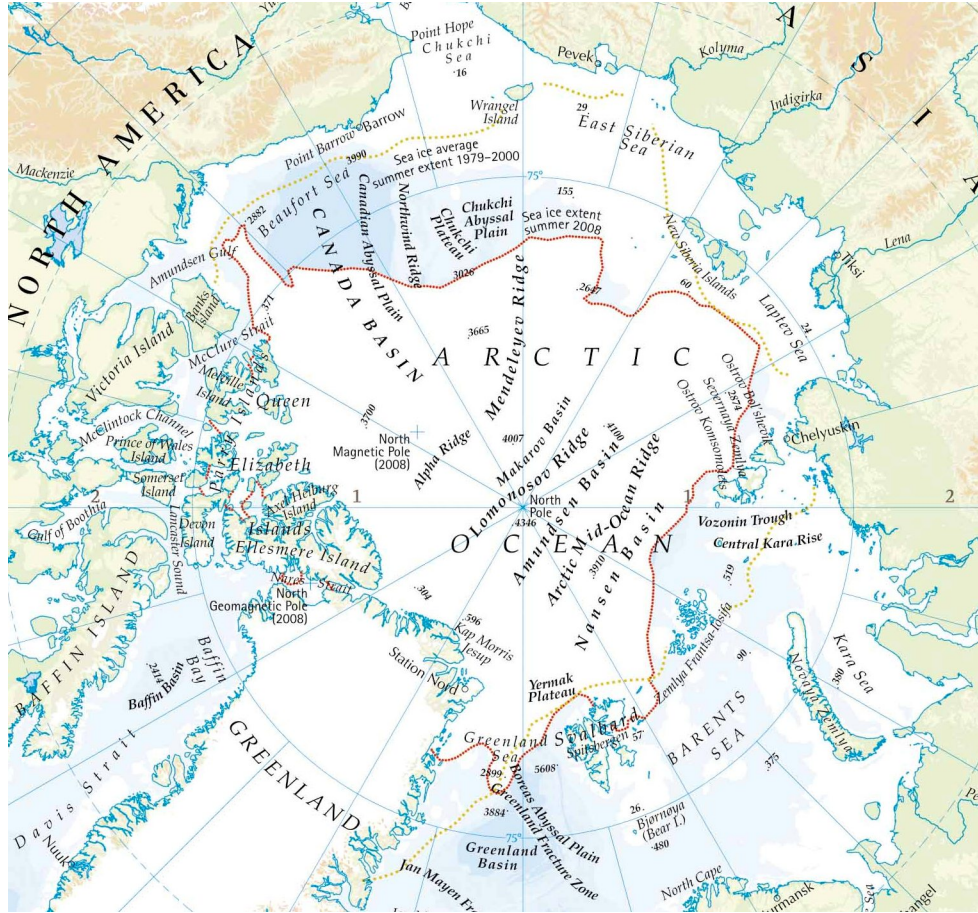 Point Hope
Chukchi
Sea
·16
Pevek
A
S
I
A
Kolyma
Indigirka
Lena
Tiksi
NORTH AMERICA
Mackenzie
Wrangel
Island
29
East Siberian
Sea
Point Barrow
Barrow
3990
Sea ice average
summer extent 1979–2000
75°
155
2882
Beaufort Sea
Canadian Abyssal Plain
Northwind Ridge
Chukchi
Plateau
Chukchi
Abyssal
Plain
Sea ice extent
summer 2008
New Siberia Islands
CANADA BASIN
3026
Amundsen Gulf
371
2647
60
Laptev Sea
24
Banks
Island
Victoria Island
McClure Strait
Melville
Island
Parry Islands
Queen
Elizabeth
Islands
3665
Mendeleyev Ridge
ARCTIC
OCEAN
Ostrov Bol'shevik
2874
Severnaya Zemlya
Ostrov Komsomolets
Chelyuskin
McClintock Channel
Prince of Wales
Island
Somerset
Island
3700
North
Magnetic Pole
(2008)
Alpha Ridge
4007
Makarov Basin
Lomonosov Ridge
4100
Amundsen Basin
Arctic Mid-Ocean Ridge
Nansen Basin
North
Pole
4346
3910
2
1
1
2
Gulf of Boothia
Lancaster Sound
Devon
Island
Axel Heiburg
Island
Ellesmere Island
Vozonin Trough
Central Kara Rise
519
Nares Strait
North
Geomagnetic Pole
(2008)
304
596
Kap Morris
Jesup
Station Nord
Zemlya Frantsa-Iosifa
90
Kara Sea
380
Novaya Zemlya
BAFFIN ISLAND
Baffin
Bay
2414
Baffin Basin
Davis Strait
Nuuk
GREENLAND
Yermak
Plateau
Svalbard
Spitsbergen
57
BARENTS
SEA
375
Greenland
Sea
2899
5608
Boreas Abyssal Plain
Greenland Fracture Zone
3884
75°
Greenland
Basin
26
Bjørnøya
(Bear I.)
480
North Cape